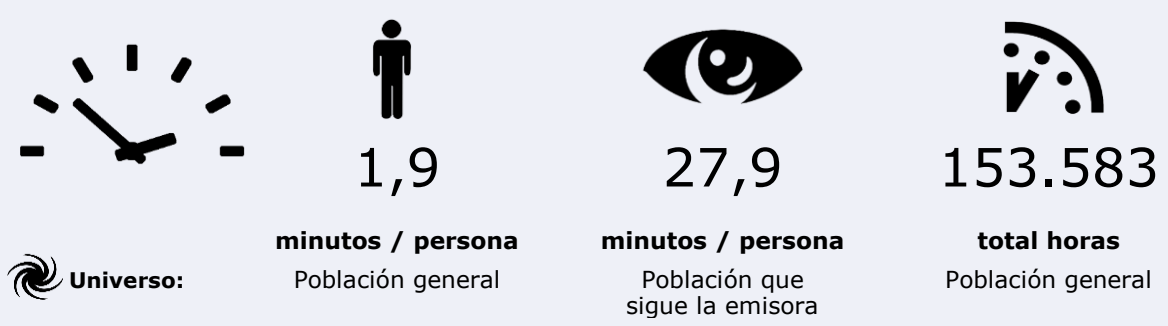 1,9
27,9
153.583
minutos / persona
minutos / persona
total horas
Universo:
Población general
Población que
sigue la emisora
Población general